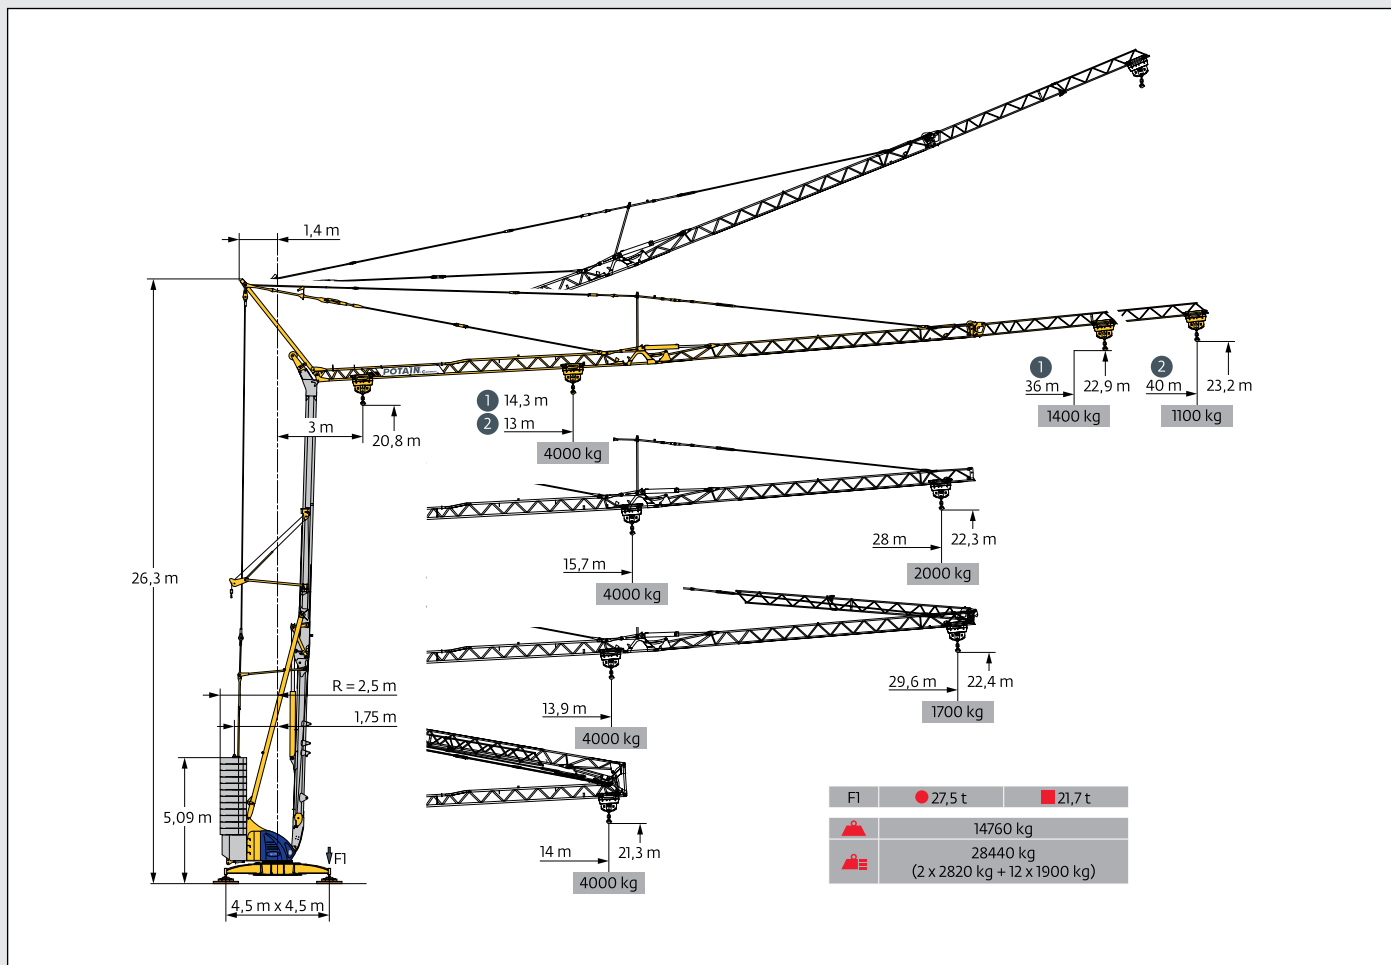 1,4 m
POTAIN
1
36 m
22,9 m
1400 kg
2
40 m
23,2 m
1100 kg
1 14,3 m
2 13 m
4000 kg
3 m
20,8 m
26,3 m
15,7 m
4000 kg
28 m
22,3 m
2000 kg
R = 2,5 m
1,75 m
13,9 m
4000 kg
29,6 m
22,4 m
1700 kg
5,09 m
F1
14 m
21,3 m
4000 kg
4,5 m x 4,5 m
F1 27,5 t 21,7 t
14760 kg
28440 kg
(2 x 2820 kg + 12 x 1900 kg)